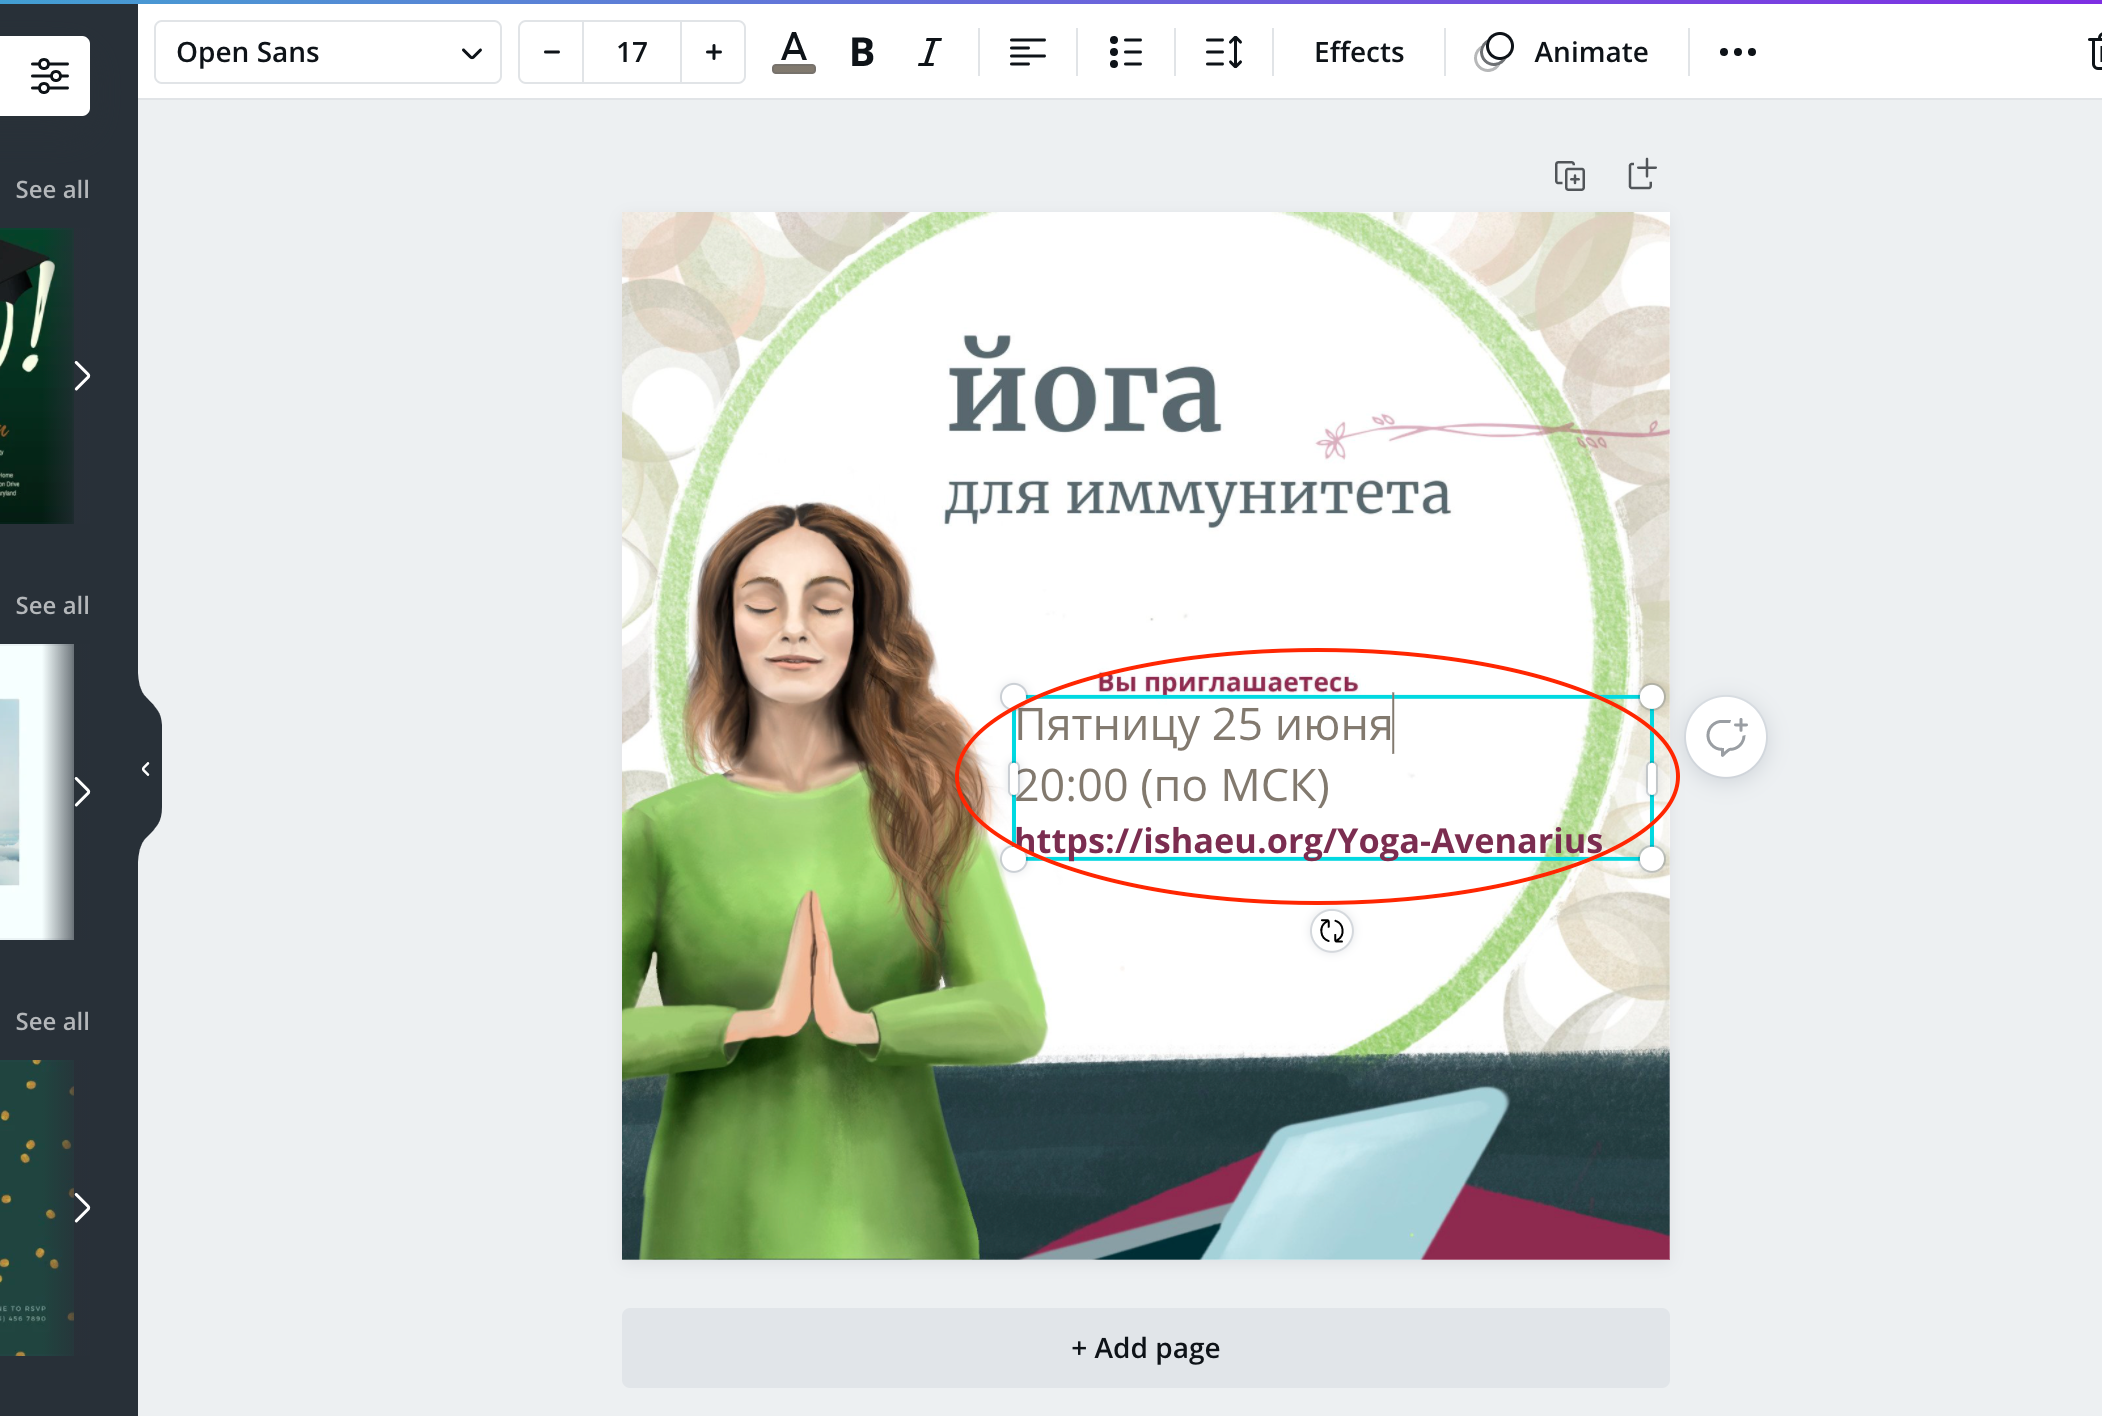 Open Sans
17
A
B
I
Effects
Animate
See all
See all
See all
йога
для иммунитета
Вы приглашаетесь
Пятницу 25 июня
20:00 (по МСК)
https://ishaeu.org/Yoga-Avenarius
+ Add page